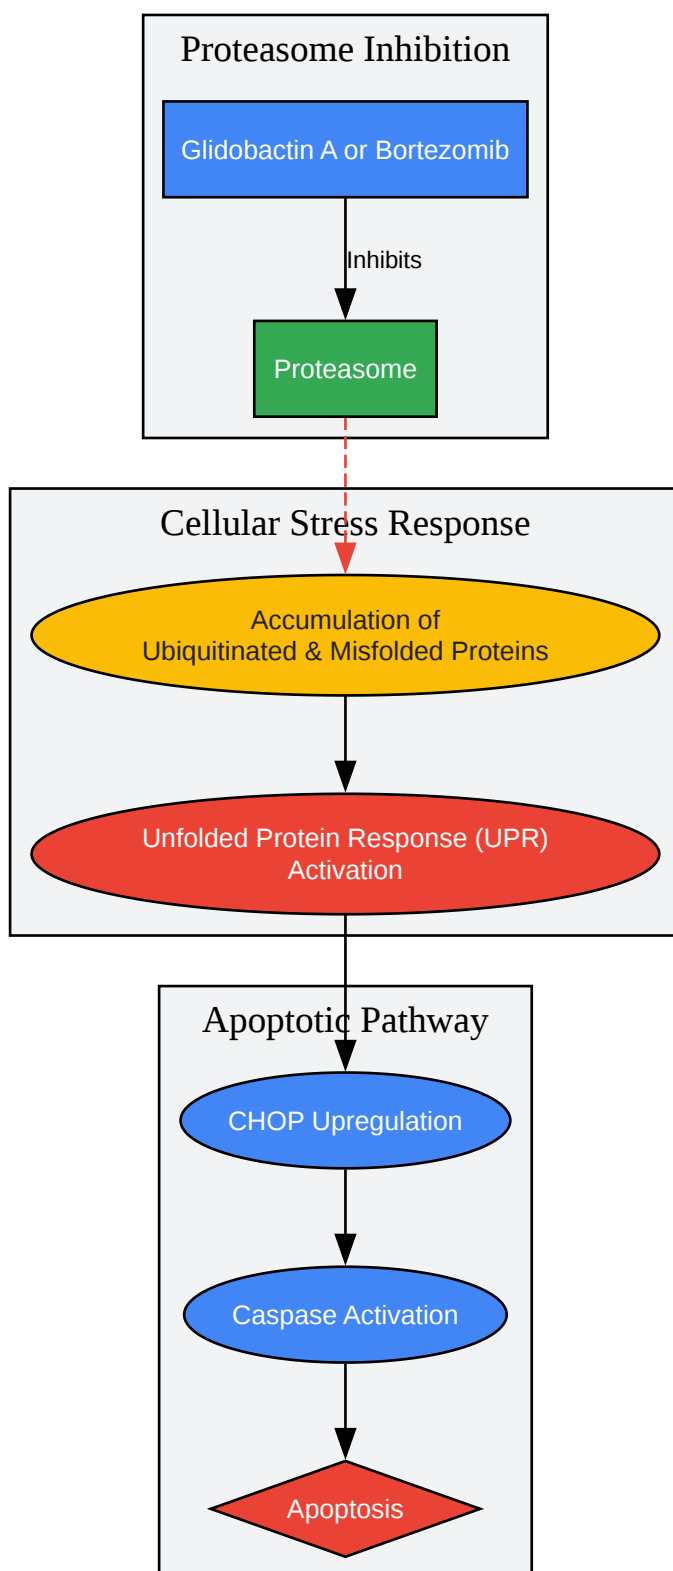 Proteasome Inhibition
Glidobactin A or Bortezomib
Inhibits
Proteasome
Cellular Stress Response
Accumulation of
Ubiquitinated & Misfolded Proteins
Unfolded Protein Response (UPR)
Activation
Apoptotic Pathway
CHOP Upregulation
Caspase Activation
Apoptosis